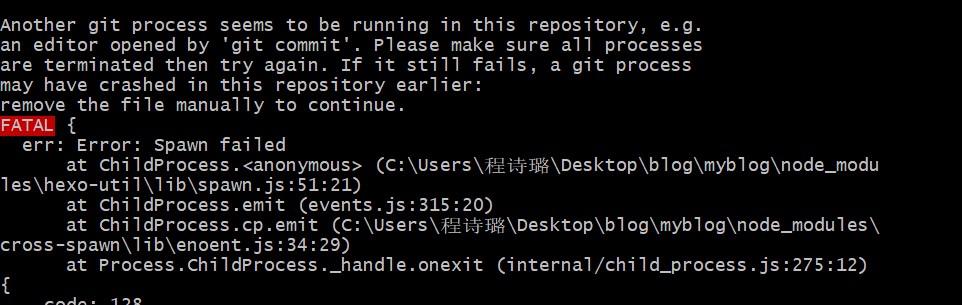 Another git process seems to be running in this repository, e.g.
an editor opened by 'git commit'. Please make sure all processes
are terminated then try again. If it still fails, a git process
may have crashed in this repository earlier:
remove the file manually to continue.
FATAL {
  err: Error: Spawn failed
      at ChildProcess.<anonymous> (C:\Users\程诗璐\Desktop\blog\myblog\node_modu
les\hexo-util\lib\spawn.js:51:21)
      at ChildProcess.emit (events.js:315:20)
      at ChildProcess.cp.emit (C:\Users\程诗璐\Desktop\blog\myblog\node_modules\
cross-spawn\lib\enoent.js:34:29)
      at Process.ChildProcess._handle.onexit (internal/child_process.js:275:12)
{
    code: 128